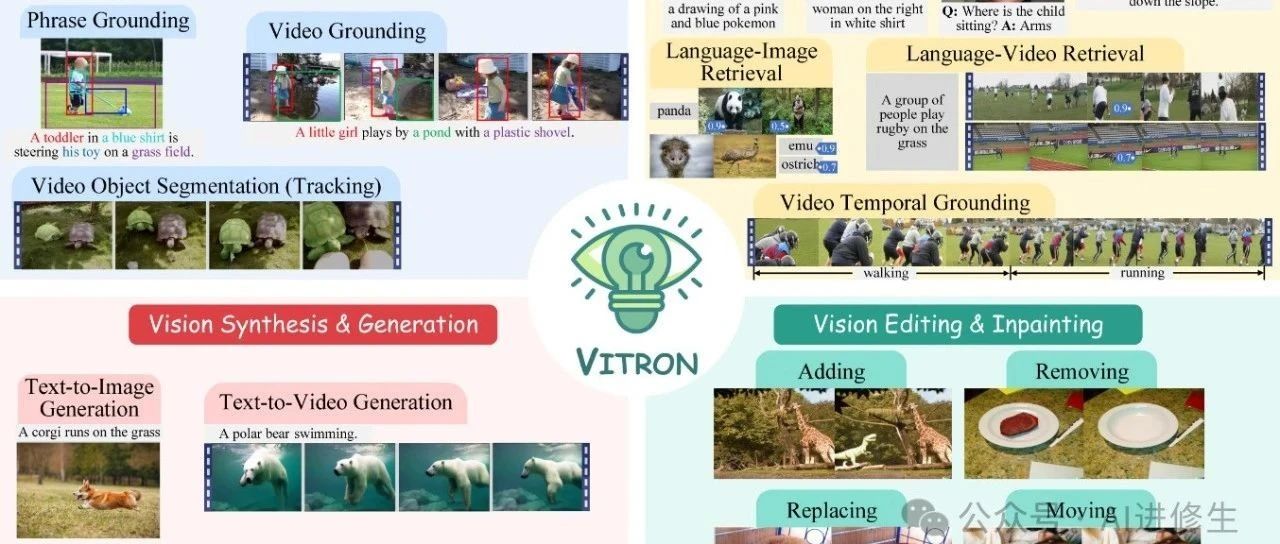 Phrase Grounding
A toddler in a blue shirt is
steering his toy on a grass field.
Video Grounding
A little girl plays by a pond with a plastic shovel.
Video Object Segmentation (Tracking)
a drawing of a pink
and blue pokemon
woman on the right
in white shirt
Q: Where is the child
sitting? A: Arms
down the slope.
Language-Image
Retrieval
panda
0.9
0.5
emu
0.9
ostrich
0.7
Language-Video Retrieval
A group of
people play
rugby on the
grass
0.9
0.7
Video Temporal Grounding
walking
running
VITRON
Vision Synthesis & Generation
Text-to-Image
Generation
A corgi runs on the grass
Text-to-Video Generation
A polar bear swimming.
Vision Editing & Inpainting
Adding
Removing
Replacing
Moving
公众号·AI进修生